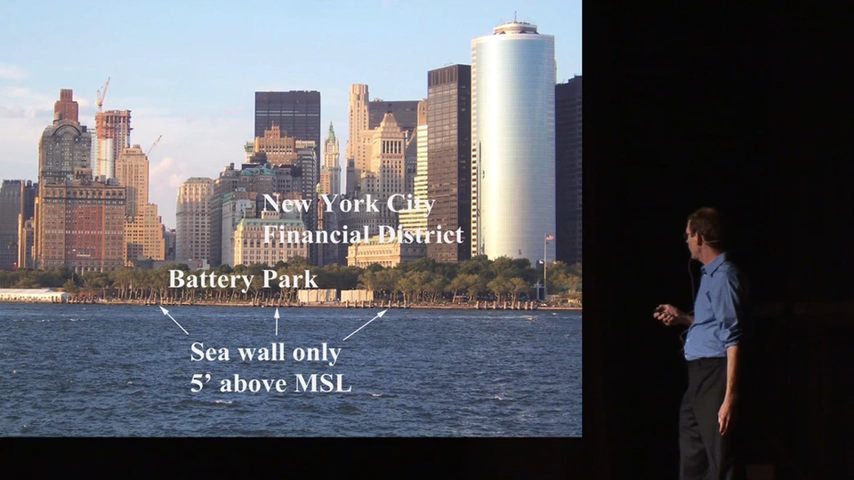 New York City
Financial District
Battery Park
Sea wall only
5’ above MSL